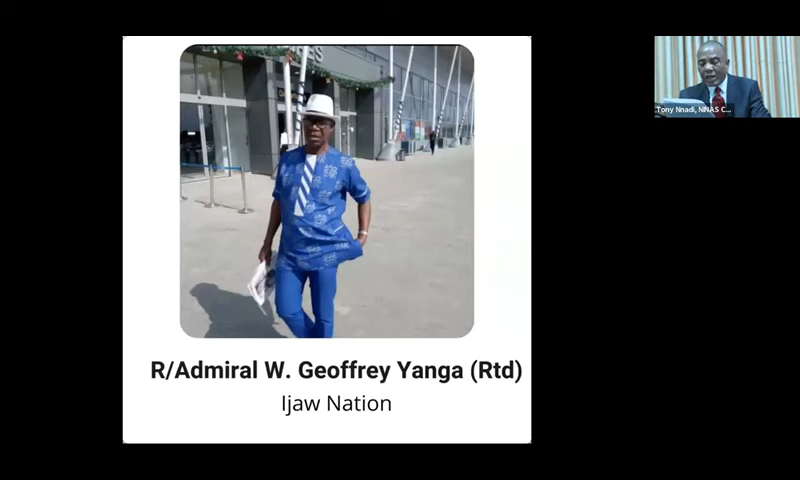 R/Admiral W. Geoffrey Yanga (Rtd)
Ijaw Nation
Tony Nnadi, NNAS C...